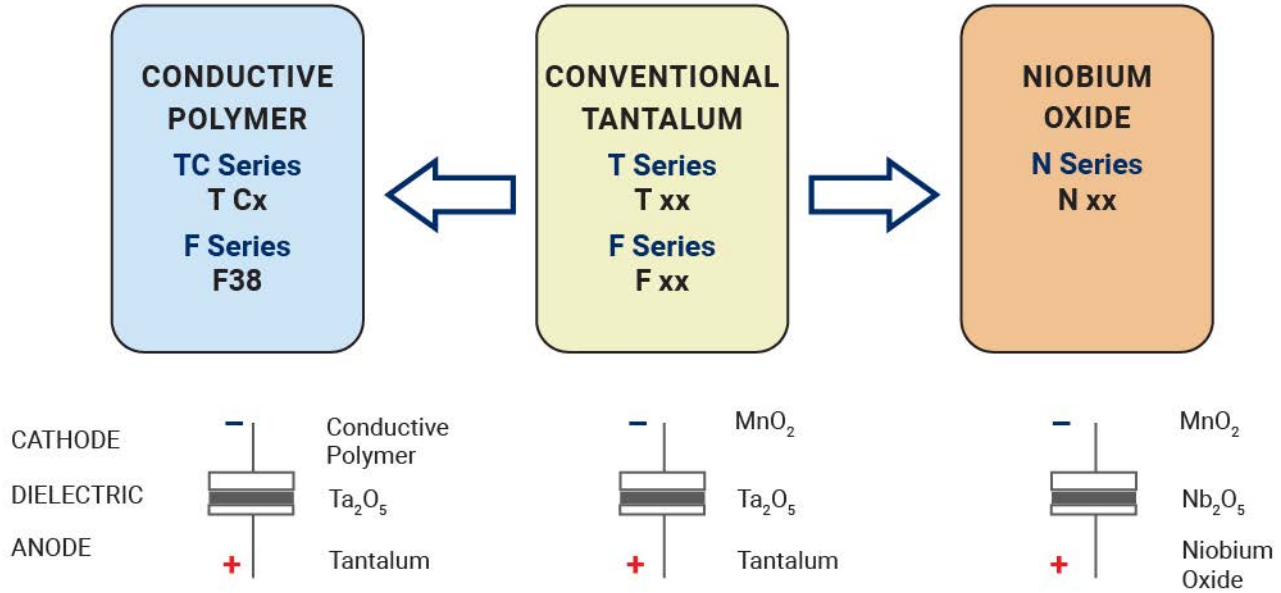 CONDUCTIVE
POLYMER
TC Series
T Cx
F Series
F38
CONVENTIONAL
TANTALUM
T Series
T xx
F Series
F xx
NIOBIUM
OXIDE
N Series
N xx
CATHODE
DIELECTRIC
ANODE
−
Conductive
Polymer
Ta₂O₅
+
Tantalum
−
MnO₂
Ta₂O₅
+
Tantalum
−
MnO₂
Nb₂O₅
+
Niobium
Oxide